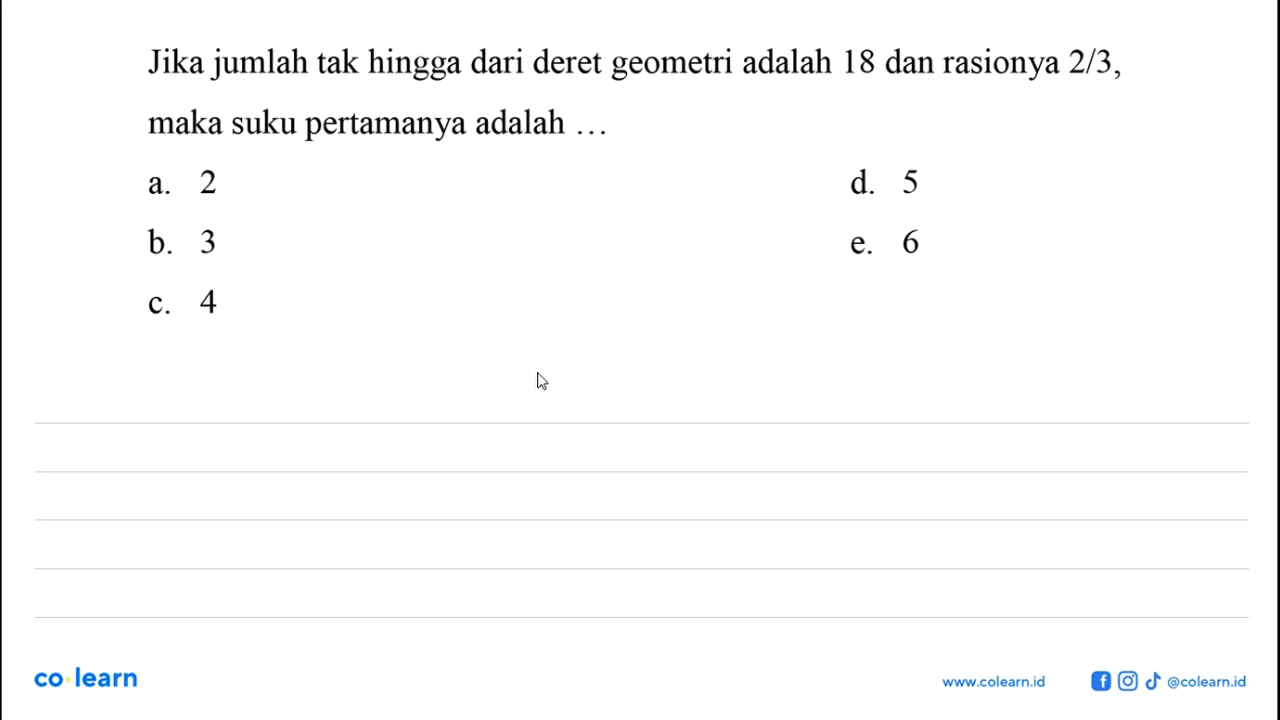 Jika jumlah tak hingga dari deret geometri adalah 18 dan rasionya 2/3,
maka suku pertamanya adalah …
a. 2
b. 3
c. 4
d. 5
e. 6
co·learn
www.colearn.id
@colearn.id